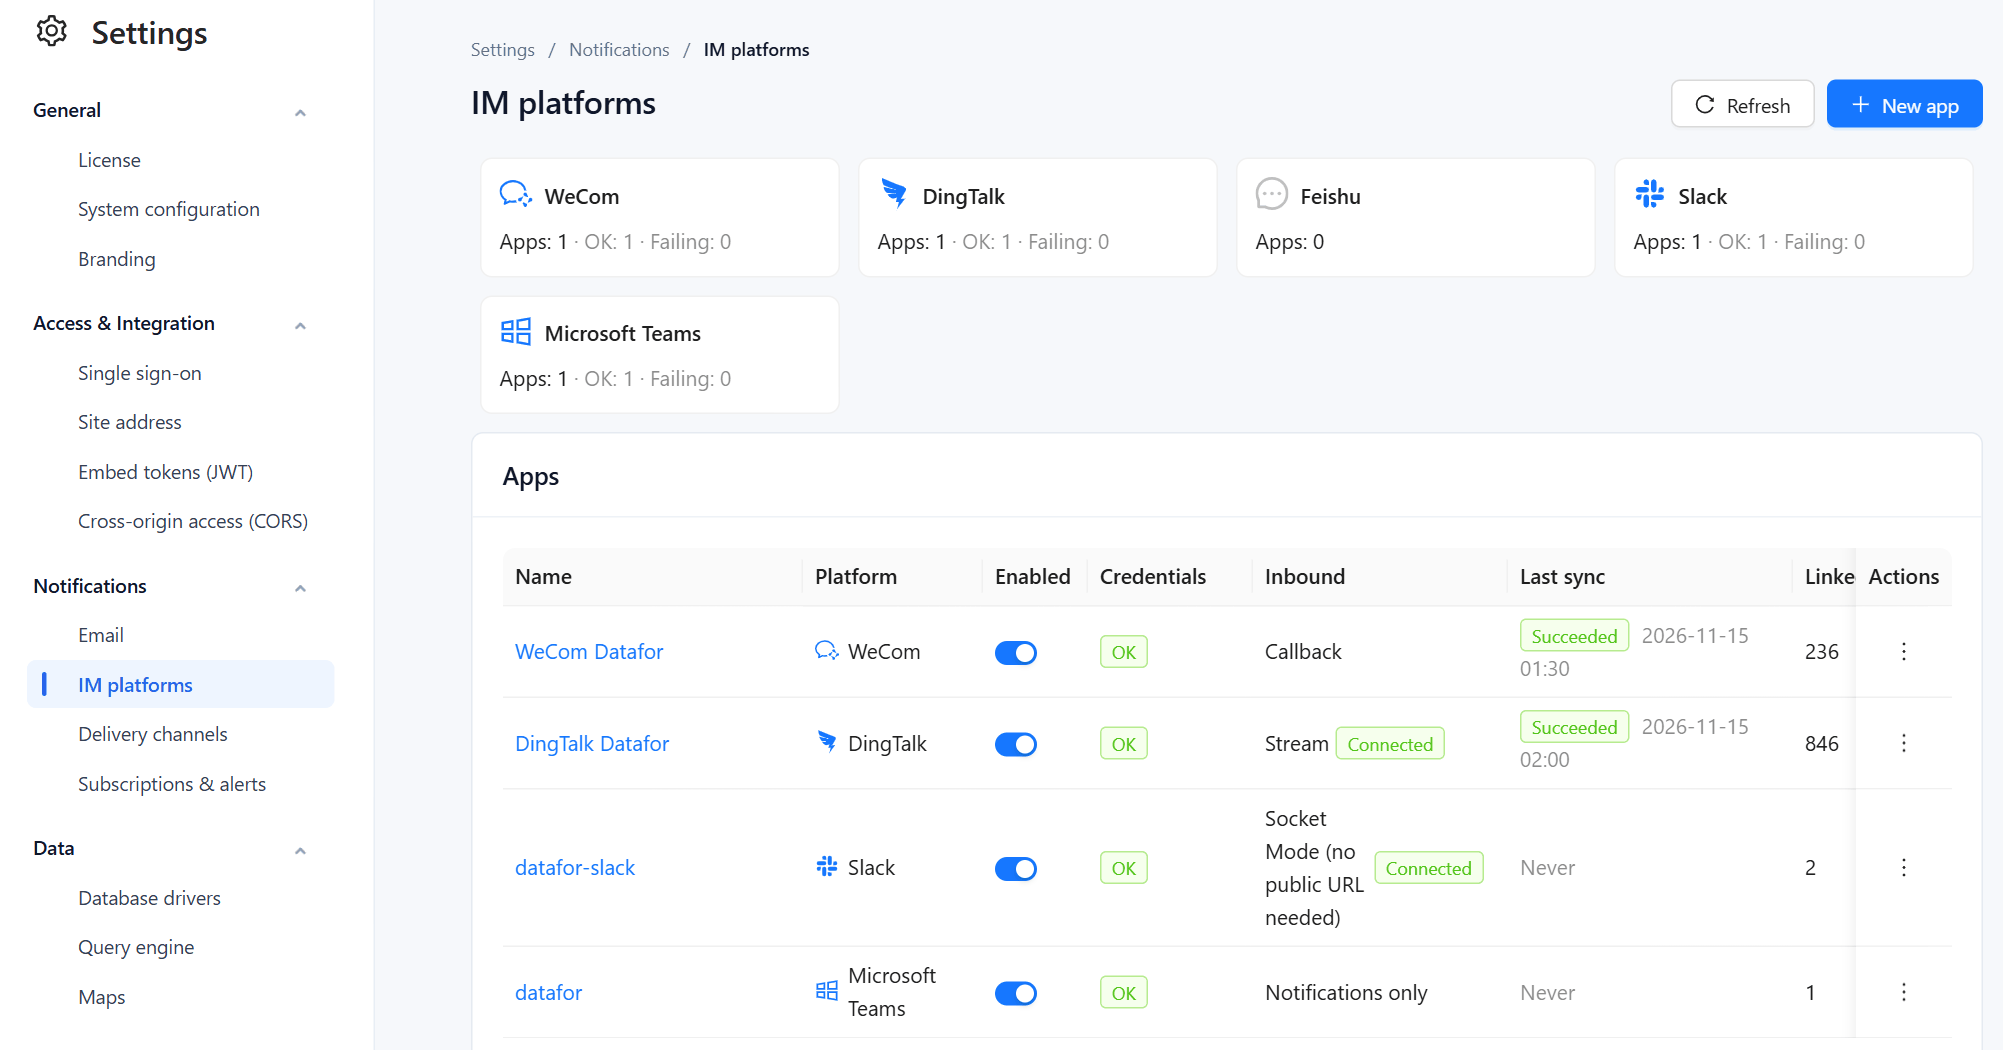 Settings
General
License
System configuration
Branding
Access & Integration
Single sign-on
Site address
Embed tokens (JWT)
Cross-origin access (CORS)
Notifications
Email
IM platforms
Delivery channels
Subscriptions & alerts
Data
Database drivers
Query engine
Maps
Settings / Notifications / IM platforms
IM platforms
Refresh
+ New app
WeCom
Apps: 1 · OK: 1 · Failing: 0
DingTalk
Apps: 1 · OK: 1 · Failing: 0
Feishu
Apps: 0
Slack
Apps: 1 · OK: 1 · Failing: 0
Microsoft Teams
Apps: 1 · OK: 1 · Failing: 0
Apps
Name Platform Enabled Credentials Inbound Last sync Linke Actions
WeCom Datafor WeCom OK Callback Succeeded 2026-11-15 236
01:30
DingTalk Datafor DingTalk OK Stream Connected Succeeded 2026-11-15 846
02:00
Socket
Mode (no
datafor-slack Slack OK Connected Never 2
public URL
needed)
Microsoft
datafor OK Notifications only Never 1
Teams